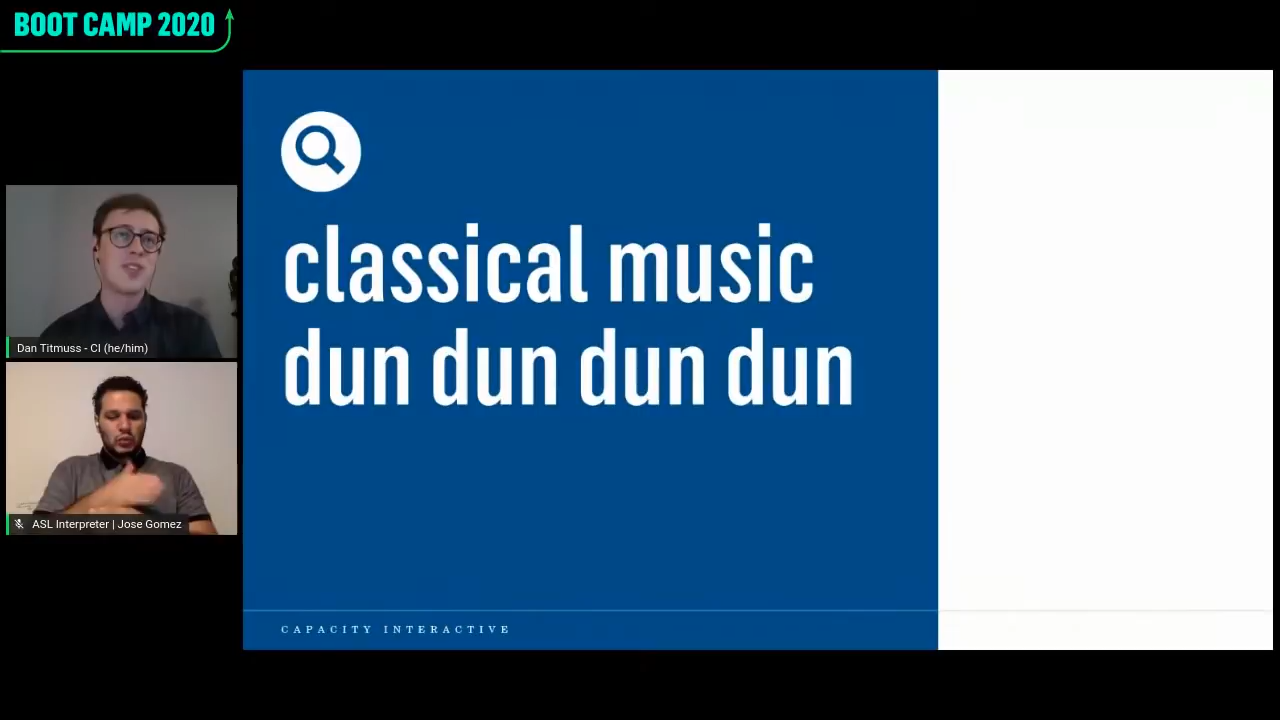 BOOT CAMP 2020
Dan Titmuss - CI (he/him)
ASL Interpreter | Jose Gomez
classical music
dun dun dun dun
CAPACITY INTERACTIVE